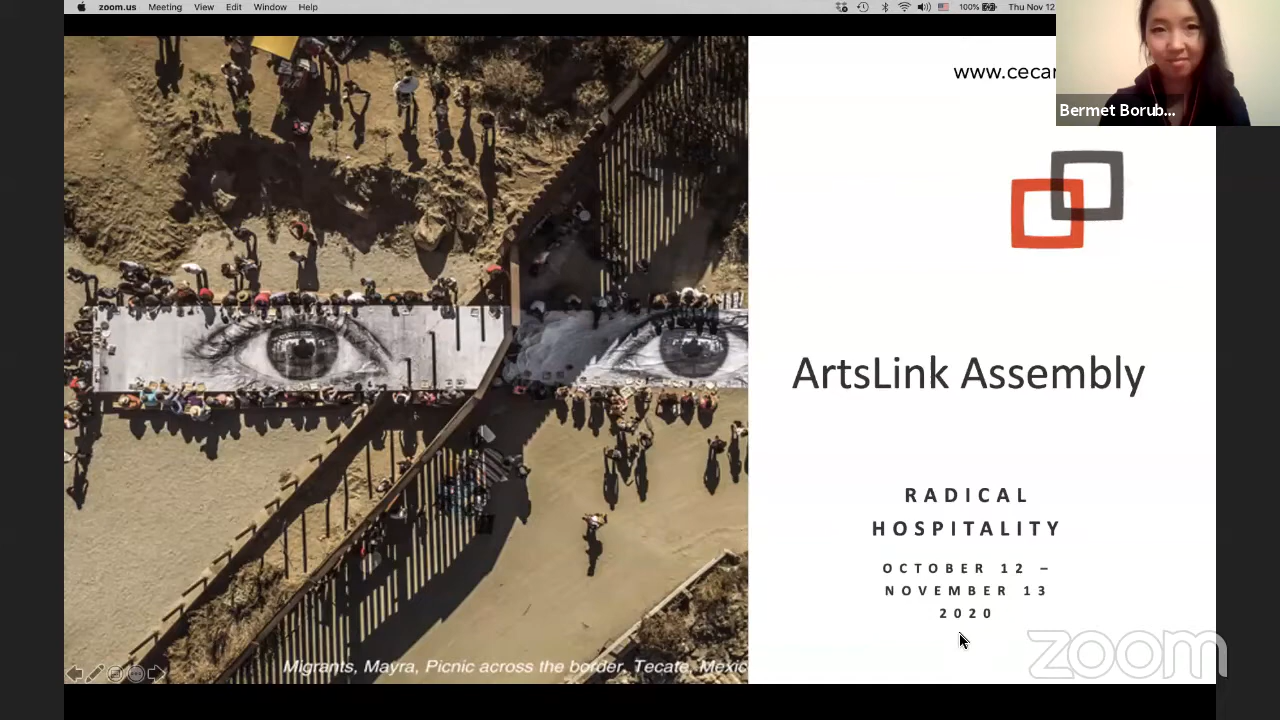 zoom.us Meeting View Edit Window Help 100% Thu Nov 12
www.cecar
Bermet Borub...
ArtsLink Assembly
RADICAL
HOSPITALITY
OCTOBER 12 –
NOVEMBER 13
2020
zoom
Migrants, Mayra, Picnic across the border, Tecate, Mexic